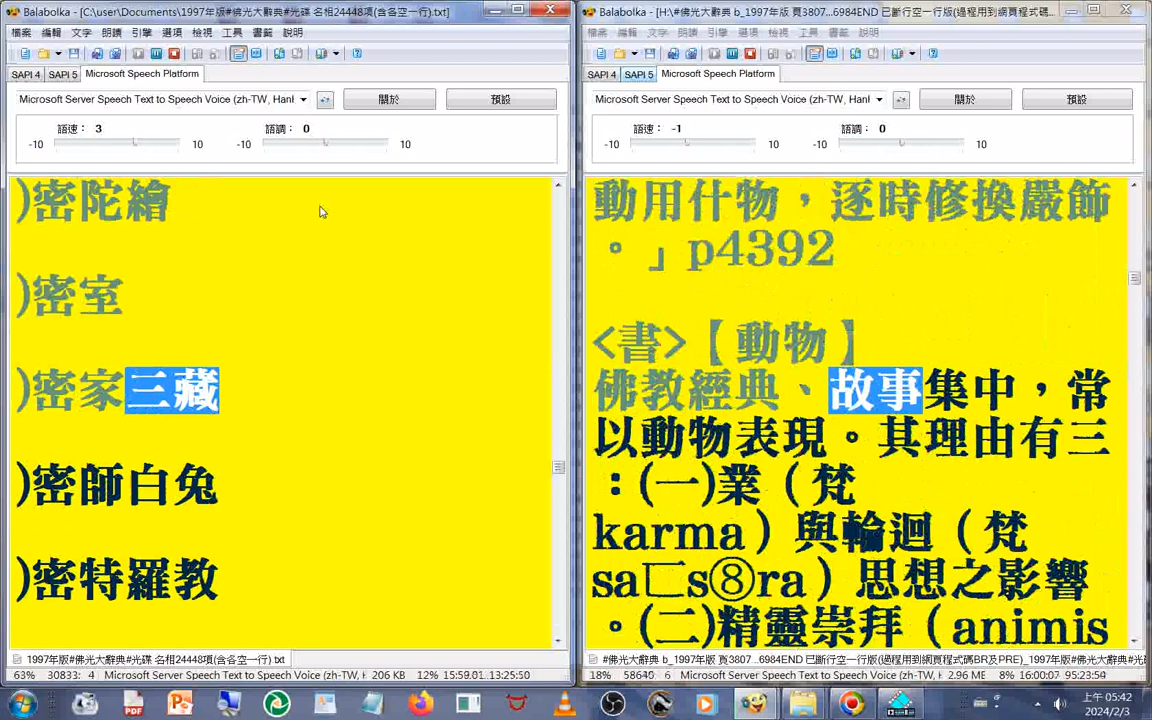 Balabolka - [C:\user\Documents\1997年版#佛光大辭典#光碟 名相24448項(含各空一行).txt]
檔案 編輯 文字 朗讀 引擎 選項 檢視 工具 書籤 說明
SAPI 4 SAPI 5 Microsoft Speech Platform
Microsoft Server Speech Text to Speech Voice (zh-TW, Hanl
關於
預設
語速： 3
語調： 0
-10 10 -10 10
)密陀繪
)密室
)密家三藏
)密師白兔
)密特羅教
1997年版#佛光大辭典#光碟 名相24448項(含各空一行).txt
63% 30833: 4 Microsoft Server Speech Text to Speech Voice (zh-TW, H 206 KB 12% 15:59.01.13:25:50
Balabolka - [H:\#佛光大辭典 b_1997年版 頁3807...6984END 已斷行空一行版(過程用到網頁程式碼...
檔案 編輯 文字 朗讀 引擎 選項 檢視 工具 書籤 說明
SAPI 4 SAPI 5 Microsoft Speech Platform
Microsoft Server Speech Text to Speech Voice (zh-TW, Hanl
關於
預設
語速： -1
語調： 0
-10 10 -10 10
動用什物，逐時修換嚴飾
。」p4392
<書>【動物】
佛教經典、故事集中，常
以動物表現。其理由有三
：(一)業（梵
karma）與輪迴（梵
sa匚s⑧ra）思想之影響
。(二)精靈崇拜（animis
#佛光大辭典 b_1997年版 頁3807...6984END 已斷行空一行版(過程用到網頁程式碼BR及PRE)_1997年版#佛光大辭典#光
18% 58640: 6 Microsoft Server Speech Text to Speech Voice (zh-TW, H 2.96 MB 8% 16:00:07 95:23:54
上午 05:42
2024/2/3